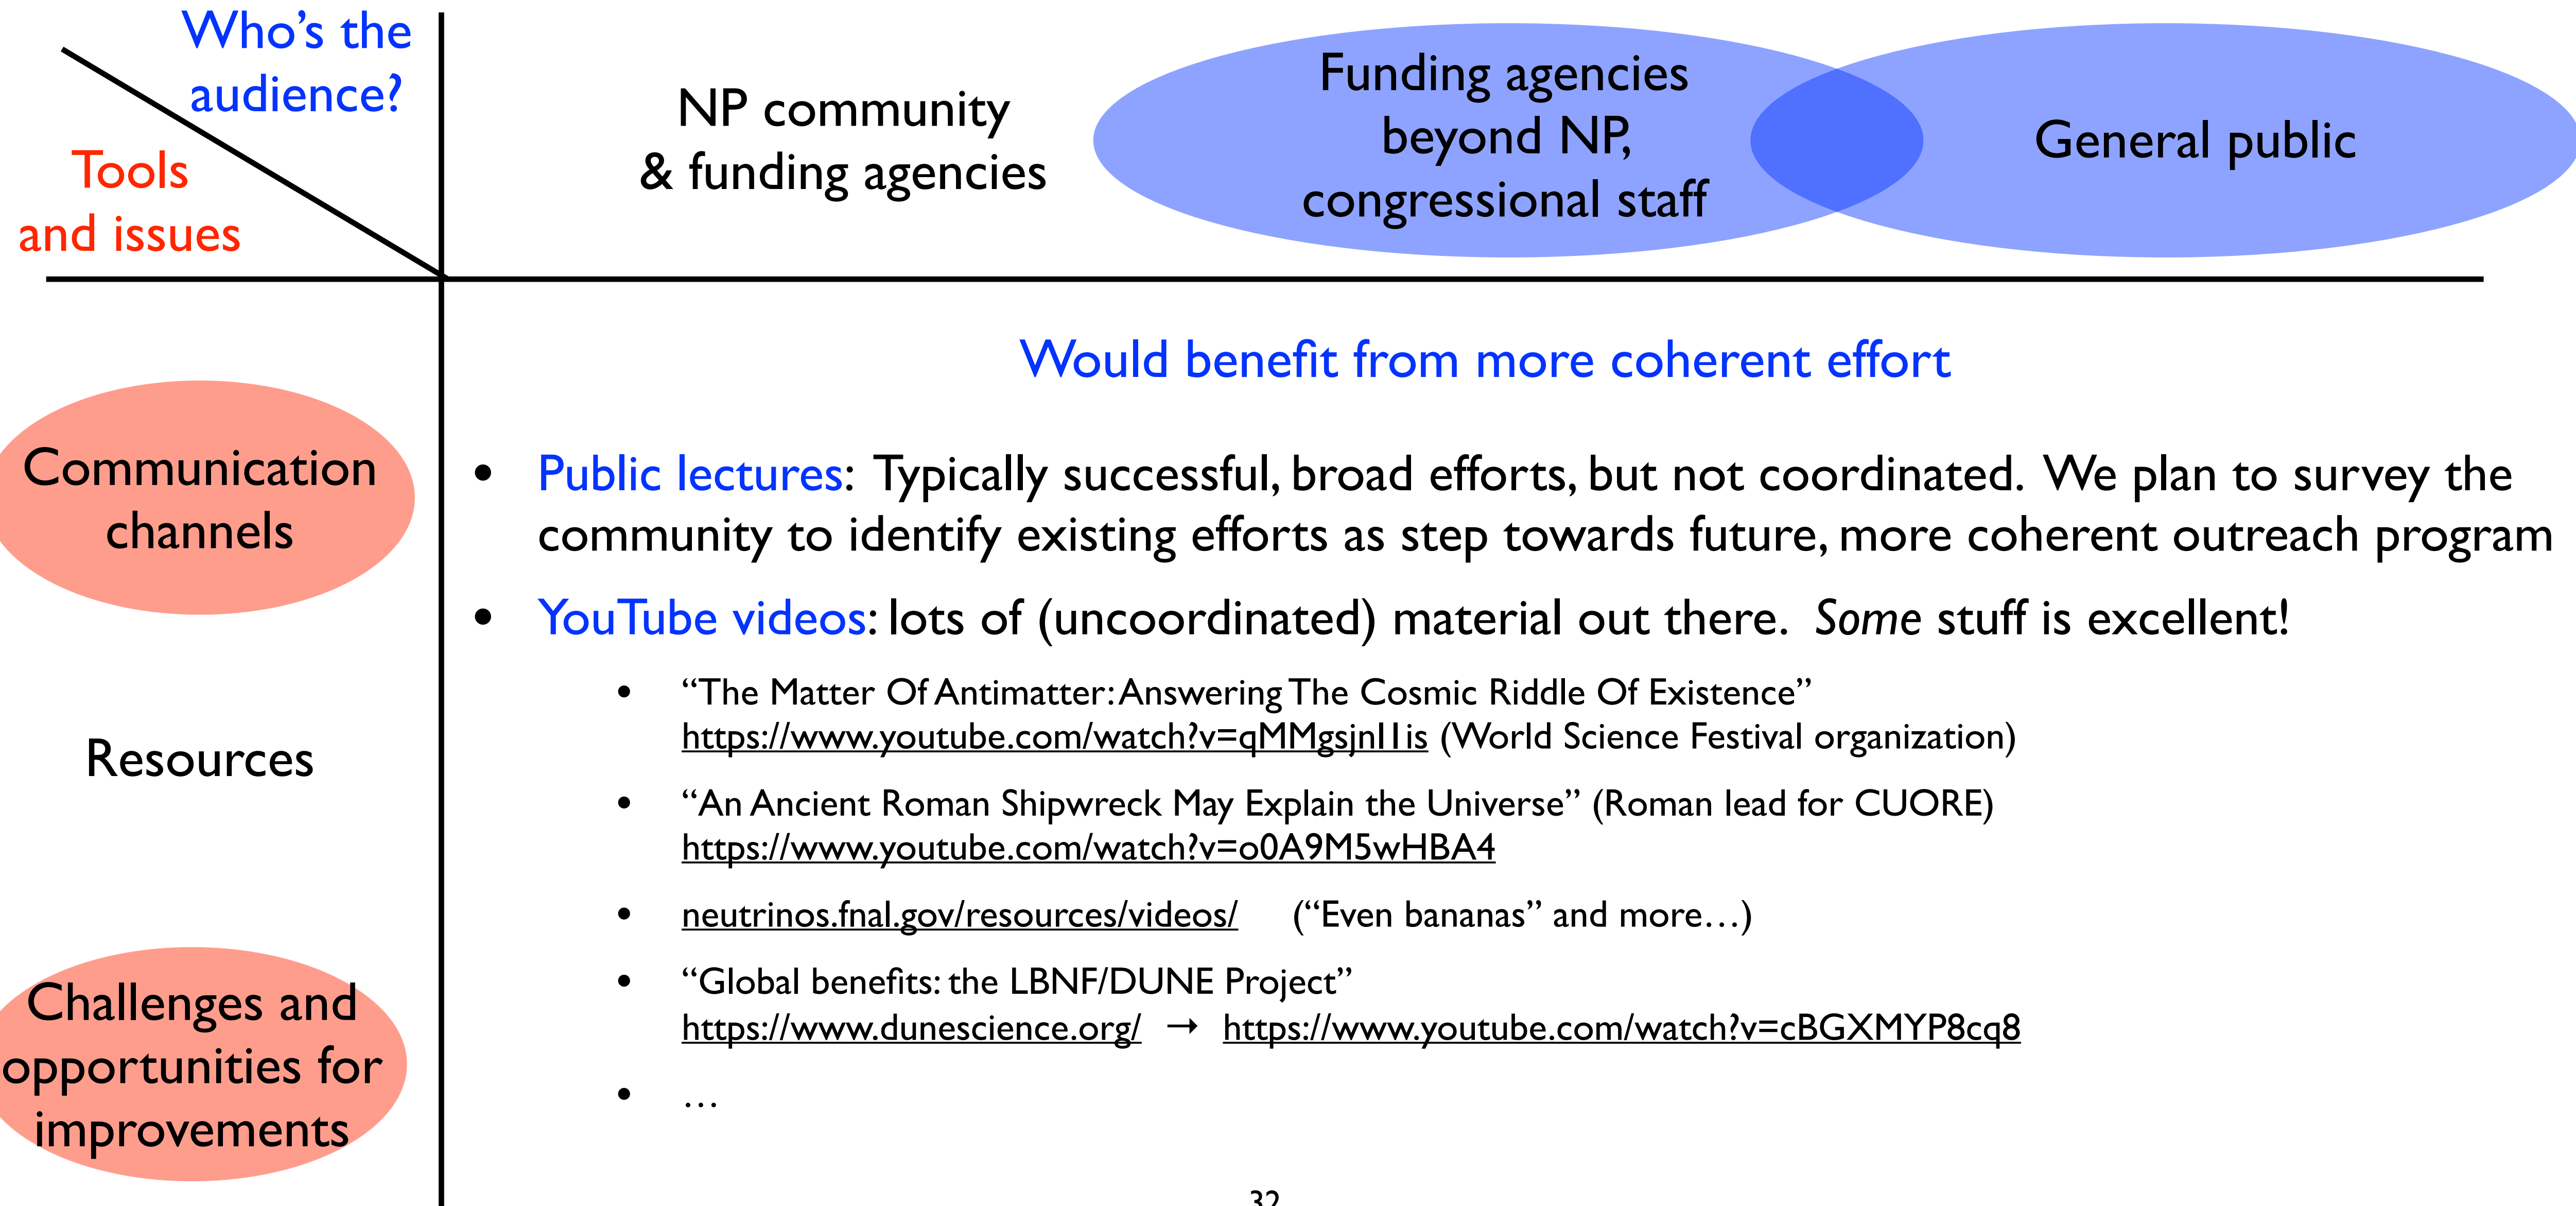 Who's the
audience?
Tools
and issues
NP community
& funding agencies
Funding agencies
beyond NP,
congressional staff
General public
Would benefit from more coherent effort
Communication
channels
• Public lectures: Typically successful, broad efforts, but not coordinated. We plan to survey the
community to identify existing efforts as step towards future, more coherent outreach program
• YouTube videos: lots of (uncoordinated) material out there. Some stuff is excellent!
Resources
• “The Matter Of Antimatter: Answering The Cosmic Riddle Of Existence”
https://www.youtube.com/watch?v=qMMgsjnI1is (World Science Festival organization)
• “An Ancient Roman Shipwreck May Explain the Universe” (Roman lead for CUORE)
https://www.youtube.com/watch?v=o0A9M5wHBA4
• neutrinos.fnal.gov/resources/videos/ (“Even bananas” and more…)
Challenges and
opportunities for
improvements
• “Global benefits: the LBNF/DUNE Project”
https://www.dunescience.org/ → https://www.youtube.com/watch?v=cBGXMYP8cq8
• …
32